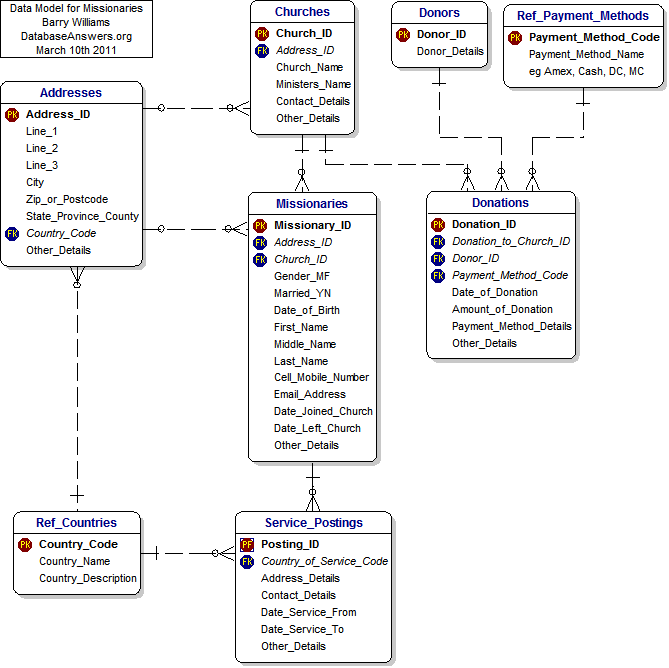 Data Model for Missionaries
Barry Williams
DatabaseAnswers.org
March 10th 2011
Churches
PK Church_ID
FK Address_ID
Church_Name
Ministers_Name
Contact_Details
Other_Details
Donors
PK Donor_ID
Donor_Details
Ref_Payment_Methods
PK Payment_Method_Code
Payment_Method_Name
eg Amex, Cash, DC, MC
Addresses
PK Address_ID
Line_1
Line_2
Line_3
City
Zip_or_Postcode
State_Province_County
FK Country_Code
Other_Details
Missionaries
PK Missionary_ID
FK Address_ID
FK Church_ID
Gender_MF
Married_YN
Date_of_Birth
First_Name
Middle_Name
Last_Name
Cell_Mobile_Number
Email_Address
Date_Joined_Church
Date_Left_Church
Other_Details
Donations
PK Donation_ID
FK Donation_to_Church_ID
FK Donor_ID
FK Payment_Method_Code
Date_of_Donation
Amount_of_Donation
Payment_Method_Details
Other_Details
Ref_Countries
PK Country_Code
Country_Name
Country_Description
Service_Postings
PF Posting_ID
FK Country_of_Service_Code
Address_Details
Contact_Details
Date_Service_From
Date_Service_To
Other_Details